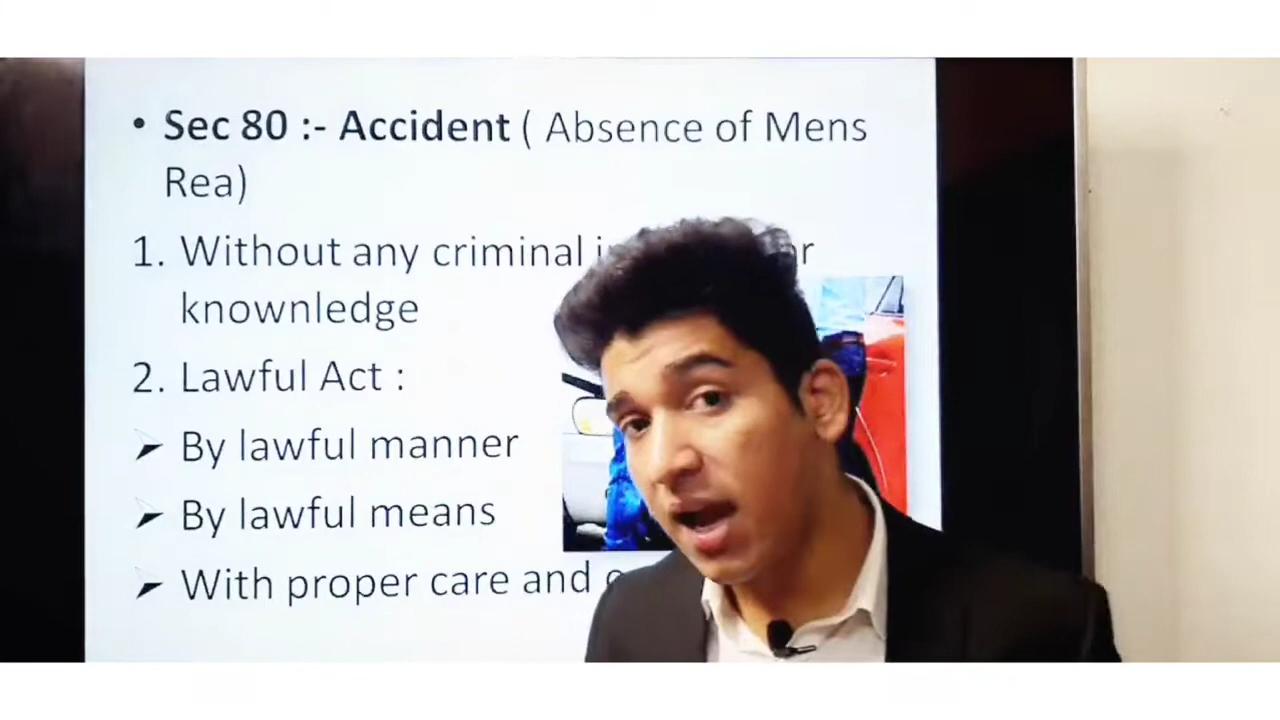 • Sec 80 :- Accident ( Absence of Mens
Rea)
1. Without any criminal
knownledge
2. Lawful Act :
➢ By lawful manner
➢ By lawful means
➢ With proper care and